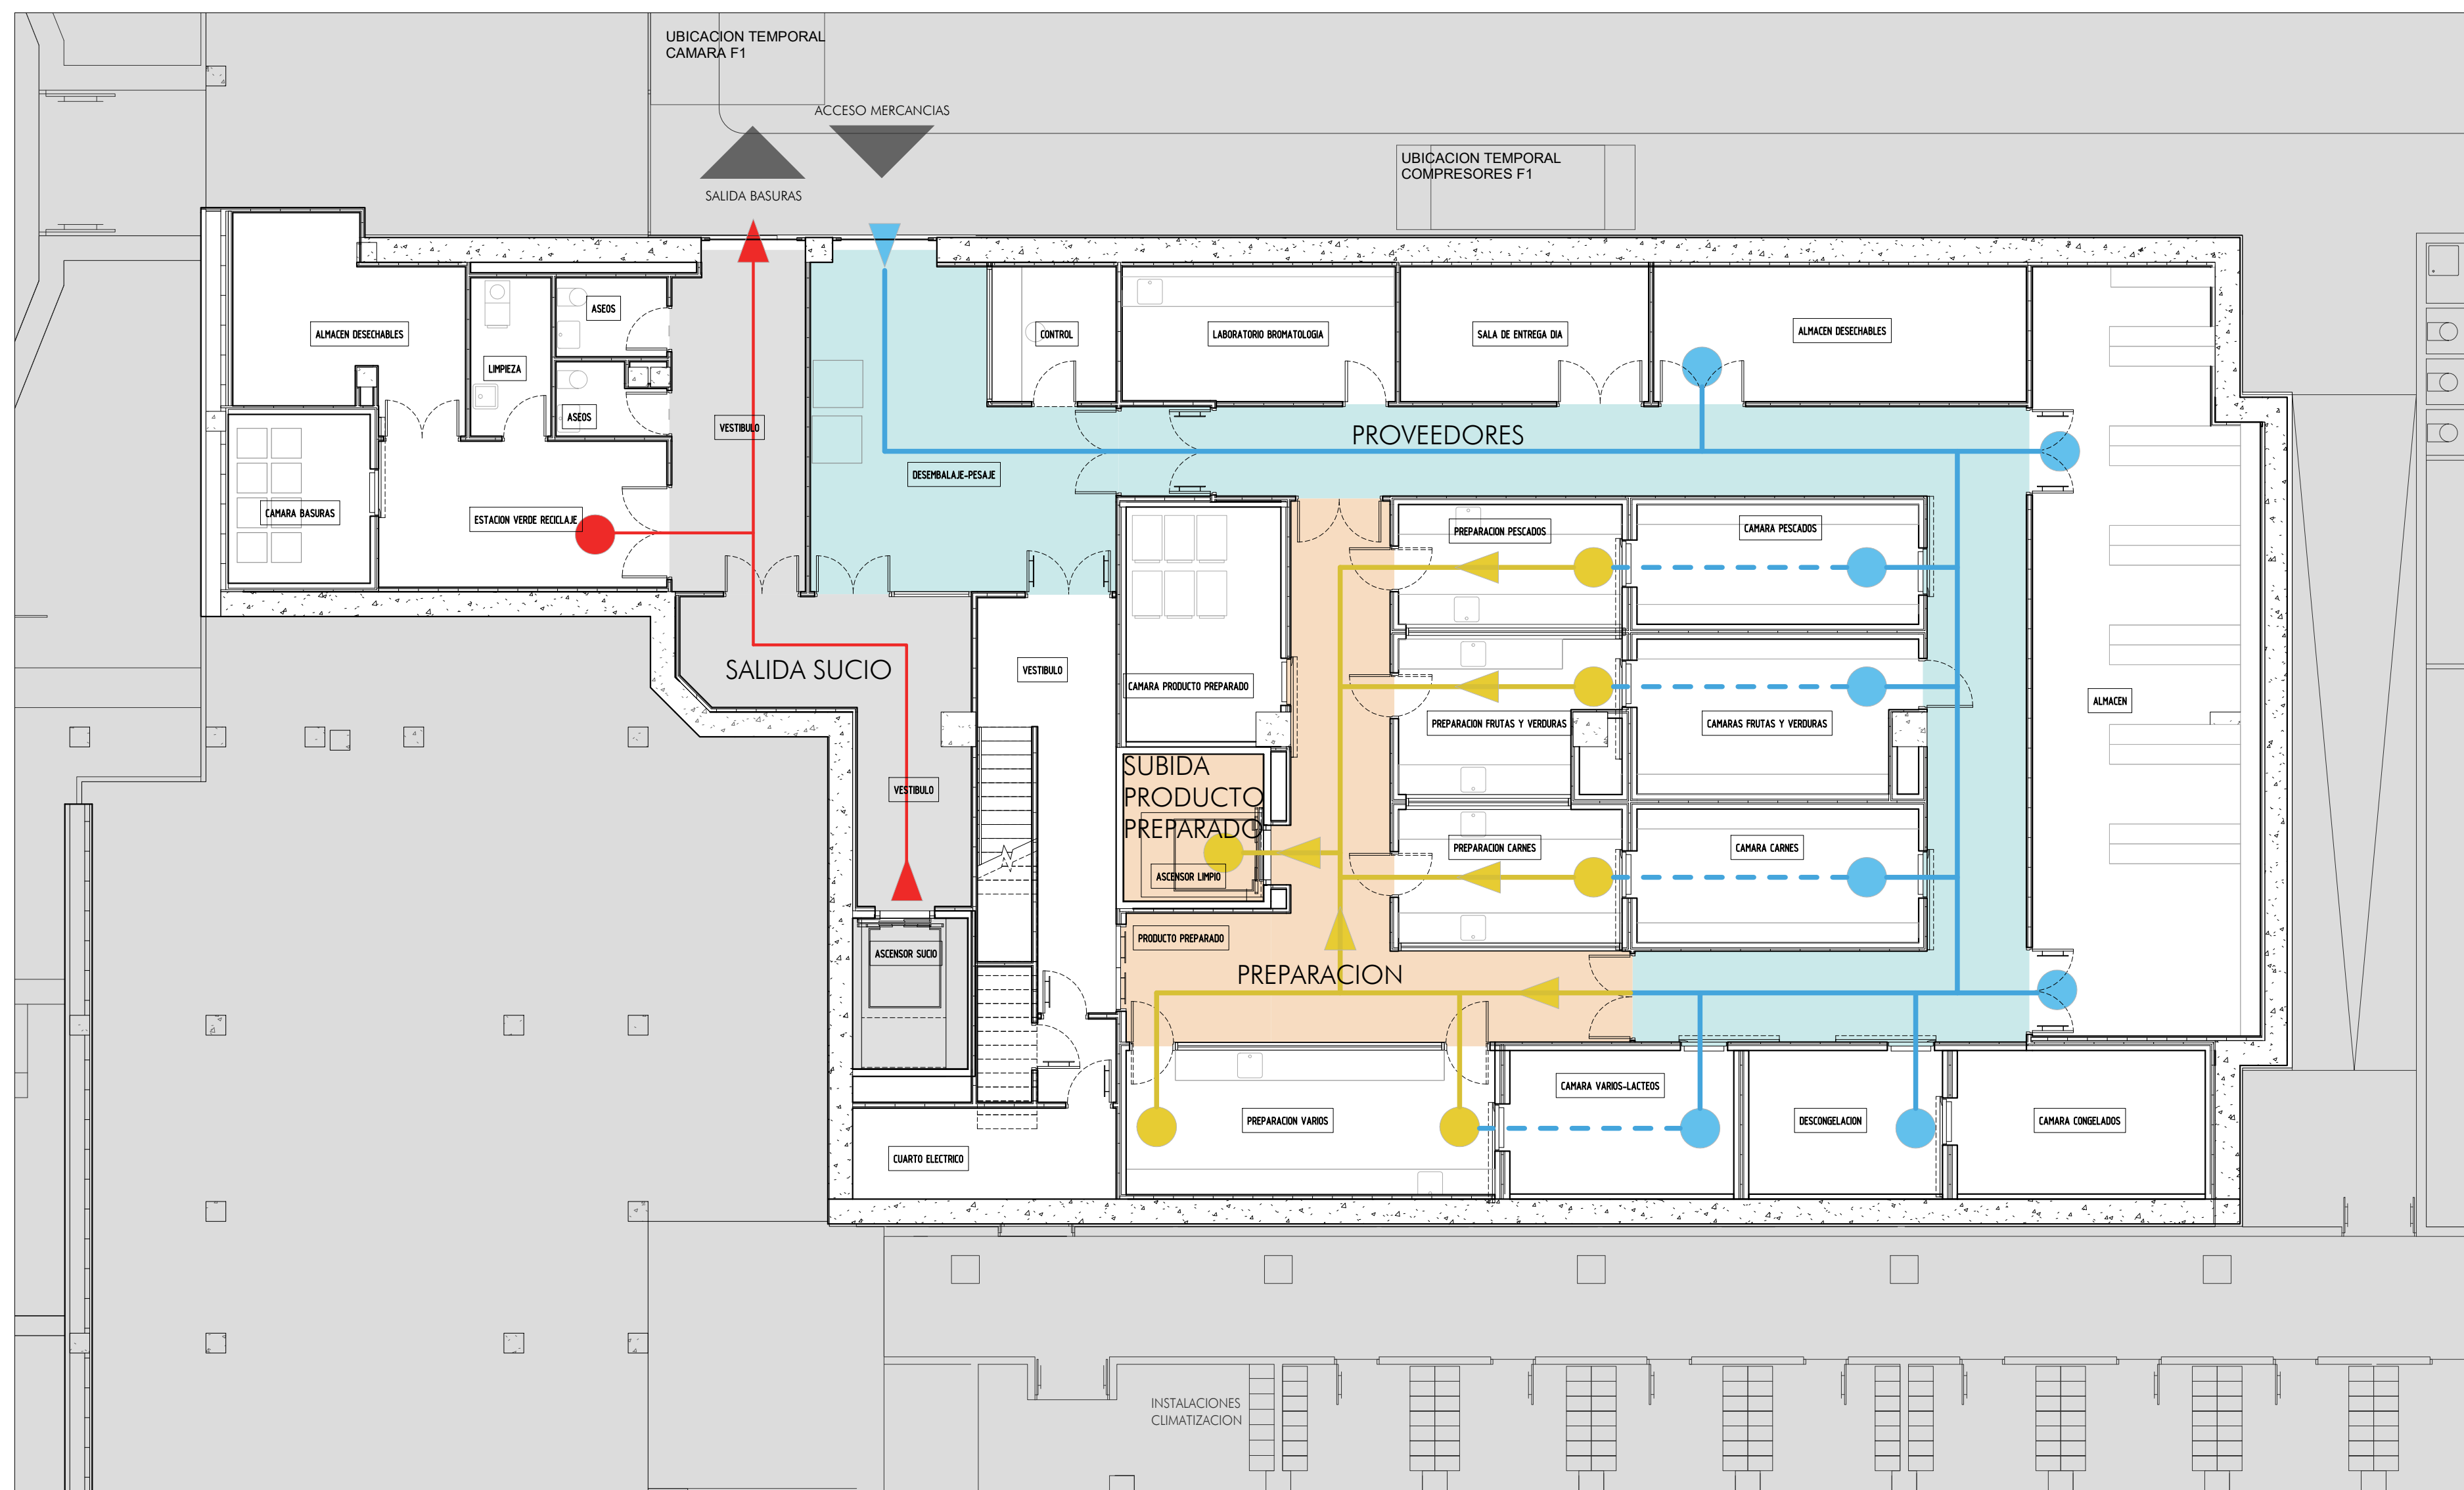 UBICACION TEMPORAL
CAMARA F1
ACCESO MERCANCIAS
SALIDA BASURAS
UBICACION TEMPORAL
COMPRESORES F1
ALMACEN DESECHABLES
LIMPIEZA
ASEOS
ASEOS
VESTIBULO
CONTROL
LABORATORIO BROMATOLOGIA
SALA DE ENTREGA DIA
ALMACEN DESECHABLES
PROVEEDORES
DESEMBALAJE-PESAJE
CAMARA BASURAS
ESTACION VERDE RECICLAJE
PREPARACION PESCADOS
CAMARA PESCADOS
SALIDA SUCIO
VESTIBULO
CAMARA PRODUCTO PREPARADO
PREPARACION FRUTAS Y VERDURAS
CAMARAS FRUTAS Y VERDURAS
ALMACEN
SUBIDA
PRODUCTO
PREPARADO
VESTIBULO
ASCENSOR LIMPIO
PREPARACION CARNES
CAMARA CARNES
PRODUCTO PREPARADO
ASCENSOR SUCIO
PREPARACION
CAMARA VARIOS-LACTEOS
PREPARACION VARIOS
DESCONGELACION
CAMARA CONGELADOS
CUARTO ELECTRICO
INSTALACIONES
CLIMATIZACION